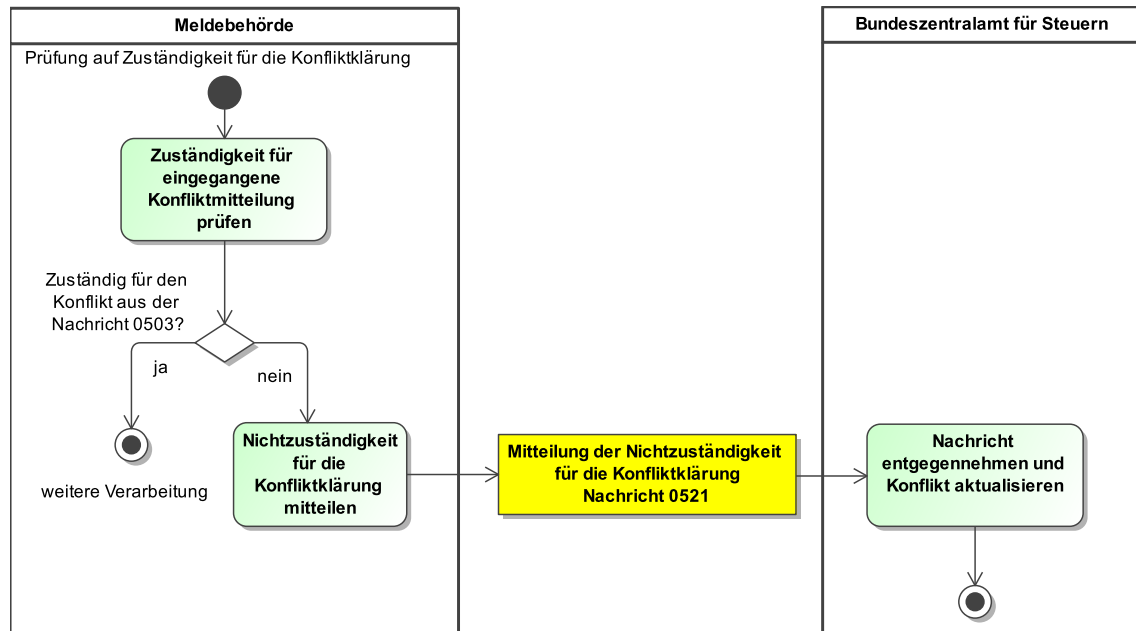 Meldebehörde
Bundeszentralamt für Steuern
Prüfung auf Zuständigkeit für die Konfliktklärung
Zuständigkeit für
eingegangene
Konfliktmitteilung
prüfen
Zuständig für den
Konflikt aus der
Nachricht 0503?
ja
nein
weitere Verarbeitung
Nichtzuständigkeit
für die
Konfliktklärung
mitteilen
Mitteilung der Nichtzuständigkeit
für die Konfliktklärung
Nachricht 0521
Nachricht
entgegennehmen und
Konflikt aktualisieren